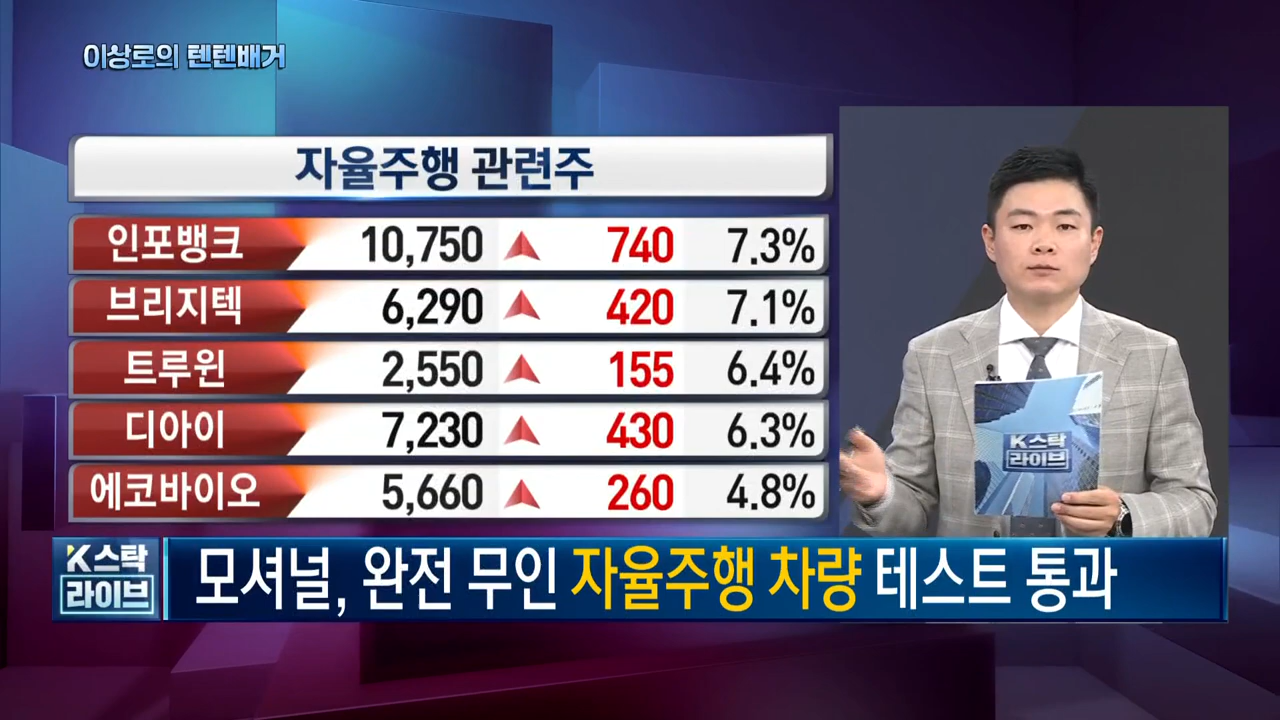 이상로의 텐텐배거
자율주행 관련주
인포뱅크 10,750 ▲ 740 7.3%
브리지텍 6,290 ▲ 420 7.1%
트루윈 2,550 ▲ 155 6.4%
디아이 7,230 ▲ 430 6.3%
에코바이오 5,660 ▲ 260 4.8%
K스탁
라이브
K스탁
라이브
모셔널, 완전 무인 자율주행 차량 테스트 통과